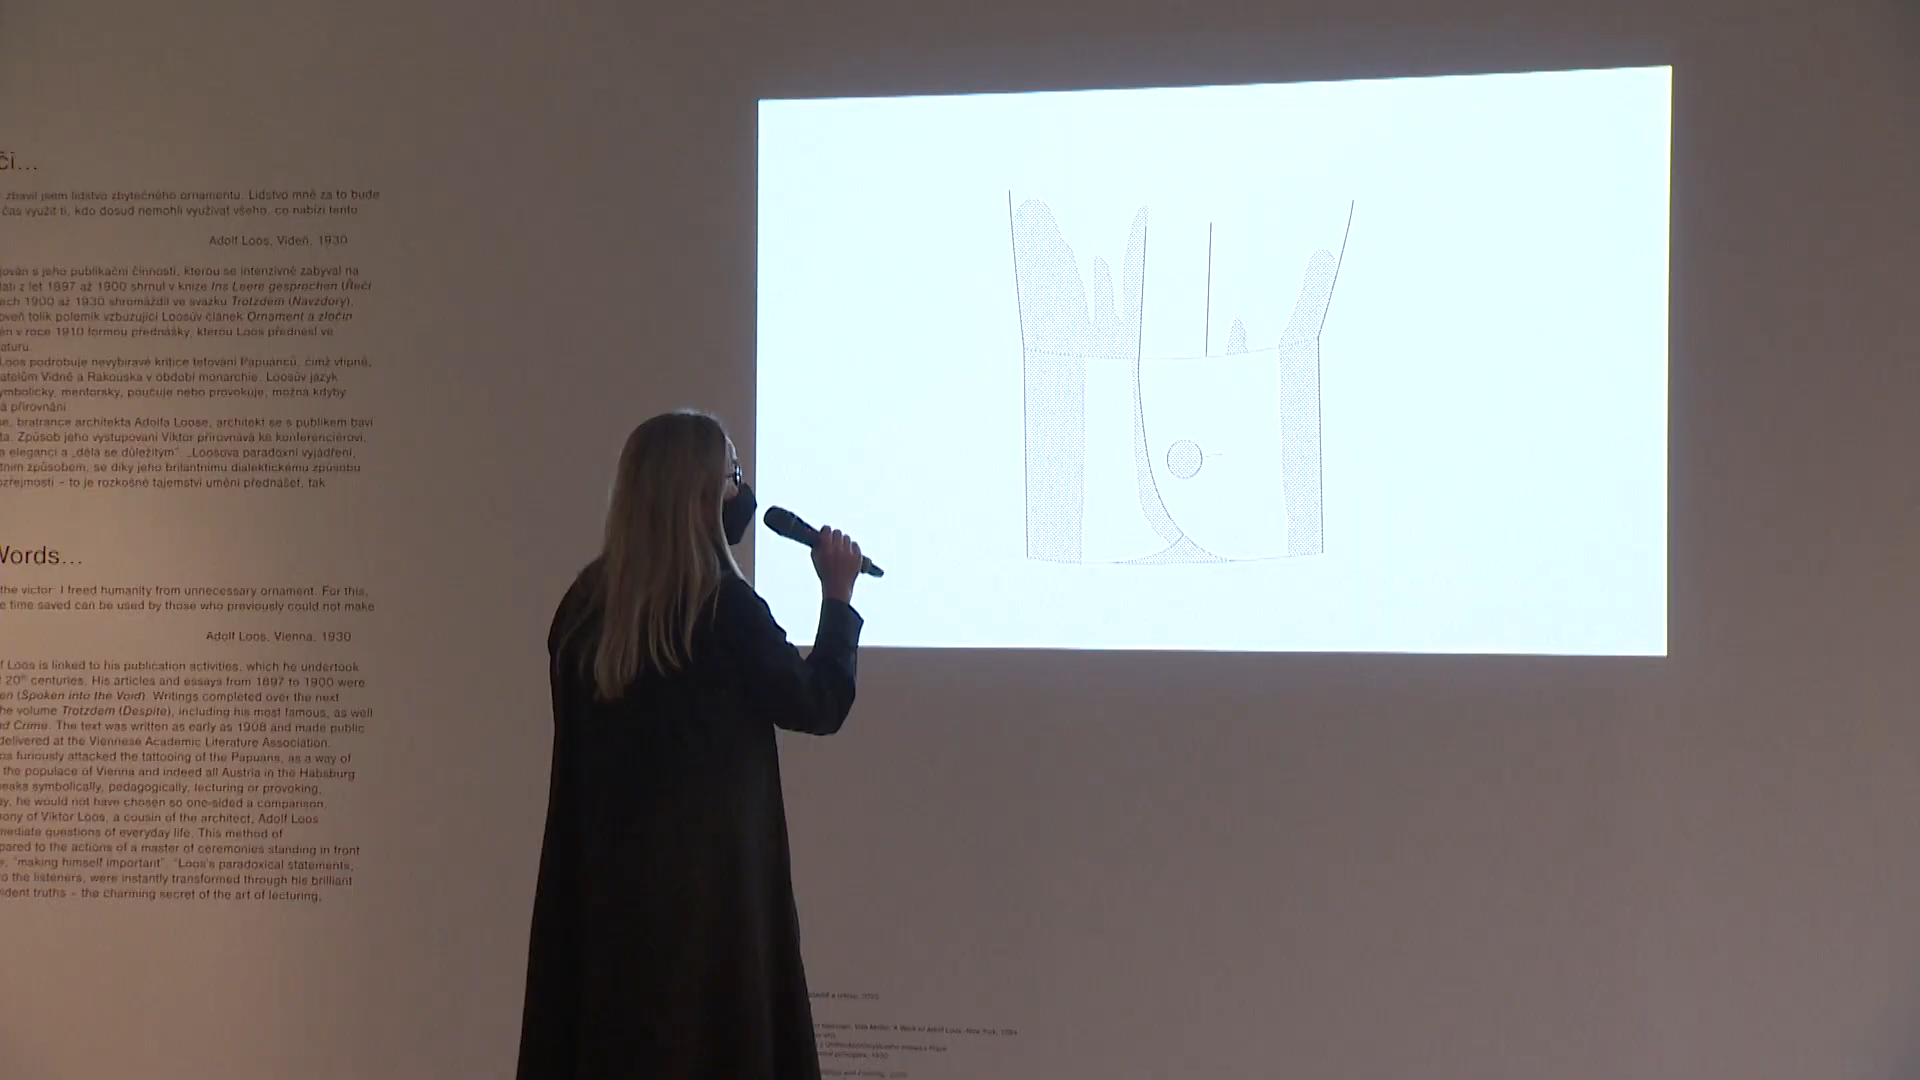 čí...
zbavil jsem lidstvo zbytečného ornamentu. Lidstvo mně za to bude
čas využít ti, kdo dosud nemohli využívat všeho, co nabízí tento
Adolf Loos, Vídeň, 1930
jován s jeho publikační činností, kterou se intenzivně zabýval na
tati z let 1897 až 1900 shrnul v knize Ins Leere gesprochen (Řeči
ech 1900 až 1930 shromáždil ve svazku Trotzdem (Navzdory),
oveň tolik polemik vzbuzující Loosův článek Ornament a zločin
én v roce 1910 formou přednášky, kterou Loos přednesl ve
aturu.
Loos podrobuje nevybíravé kritice tetování Papuánců, čímž vtipně,
atelům Vídně a Rakouska v období monarchie. Loosův jazyk
ymbolicky, mentorsky, poučuje nebo provokuje, možná kdyby
á přirovnání.
se, bratrance architekta Adolfa Loose, architekt se s publikem baví
ta. Způsob jeho vystupování Viktor přirovnává ke konferenciérovi,
a elegancí a „dělá se důležitým“. „Loosova paradoxní vyjádření,
tním způsobem, se díky jeho brilantnímu dialektickému způsobu
ozřejmostí – to je rozkošné tajemství umění přednášet, tak
Words...
the victor: I freed humanity from unnecessary ornament. For this,
e time saved can be used by those who previously could not make
Adolf Loos, Vienna, 1930
f Loos is linked to his publication activities, which he undertook
20th centuries. His articles and essays from 1897 to 1900 were
en (Spoken into the Void). Writings completed over the next
he volume Trotzdem (Despite), including his most famous, as well
nd Crime. The text was written as early as 1908 and made public
delivered at the Viennese Academic Literature Association.
os furiously attacked the tattooing of the Papuans, as a way of
the populace of Vienna and indeed all Austria in the Habsburg
eaks symbolically, pedagogically, lecturing or provoking,
ay, he would not have chosen so one-sided a comparison.
ony of Viktor Loos, a cousin of the architect, Adolf Loos
mediate questions of everyday life. This method of
pared to the actions of a master of ceremonies standing in front
e, “making himself important”. “Loos’s paradoxical statements,
o the listeners, were instantly transformed through his brilliant
vident truths – the charming secret of the art of lecturing,
A Work of Adolf Loos